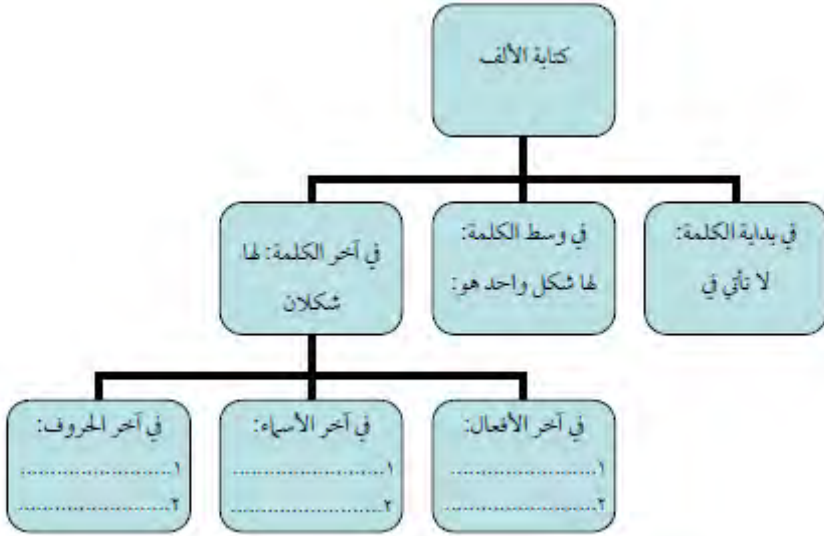 كتابة الألف
في بداية الكلمة:
لا تأتي في
في وسط الكلمة:
لها شكل واحد هو:
في آخر الكلمة: لها
شكلان
في آخر الأفعال:
١.........................
٢.........................
في آخر الأسماء:
١.........................
٢.........................
في آخر الحروف:
١.........................
٢.........................